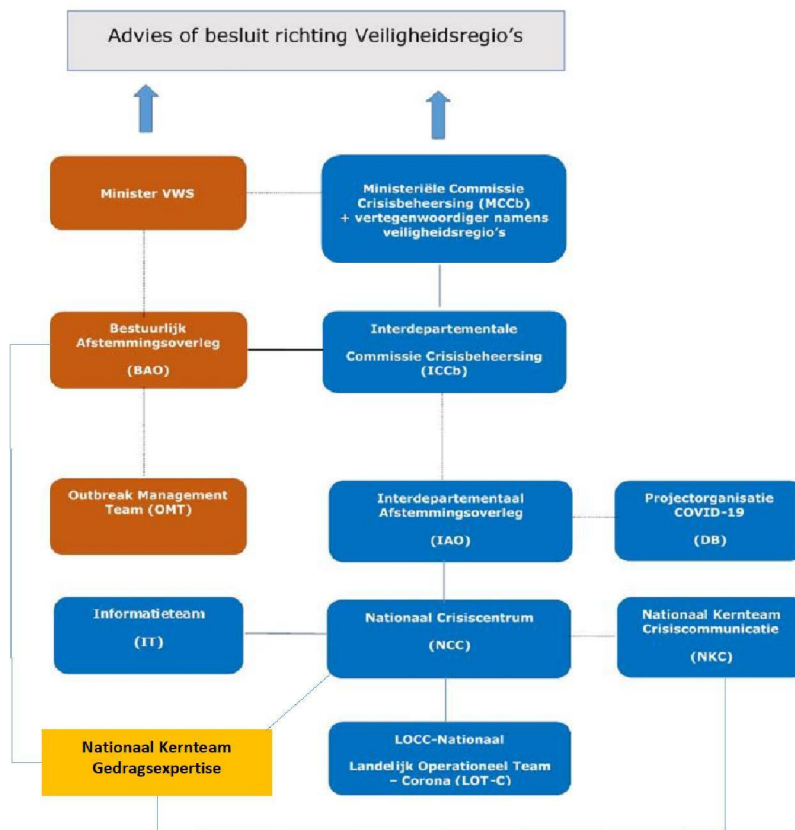 Advies of besluit richting Veiligheidsregio's
Minister VWS
Ministeriële Commissie
Crisisbeheersing (MCCb)
+ vertegenwoordiger namens
veiligheidsregio's
Bestuurlijk
Afstemmingsoverleg
(BAO)
Interdepartementale
Commissie Crisisbeheersing
(ICCb)
Outbreak Management
Team (OMT)
Interdepartementaal
Afstemmingsoverleg
(IAO)
Projectorganisatie
COVID-19
(DB)
Informatieteam
(IT)
Nationaal Crisiscentrum
(NCC)
Nationaal Kernteam
Crisiscommunicatie
(NKC)
Nationaal Kernteam
Gedragsexpertise
LOCC-Nationaal
Landelijk Operationeel Team
– Corona (LOT-C)